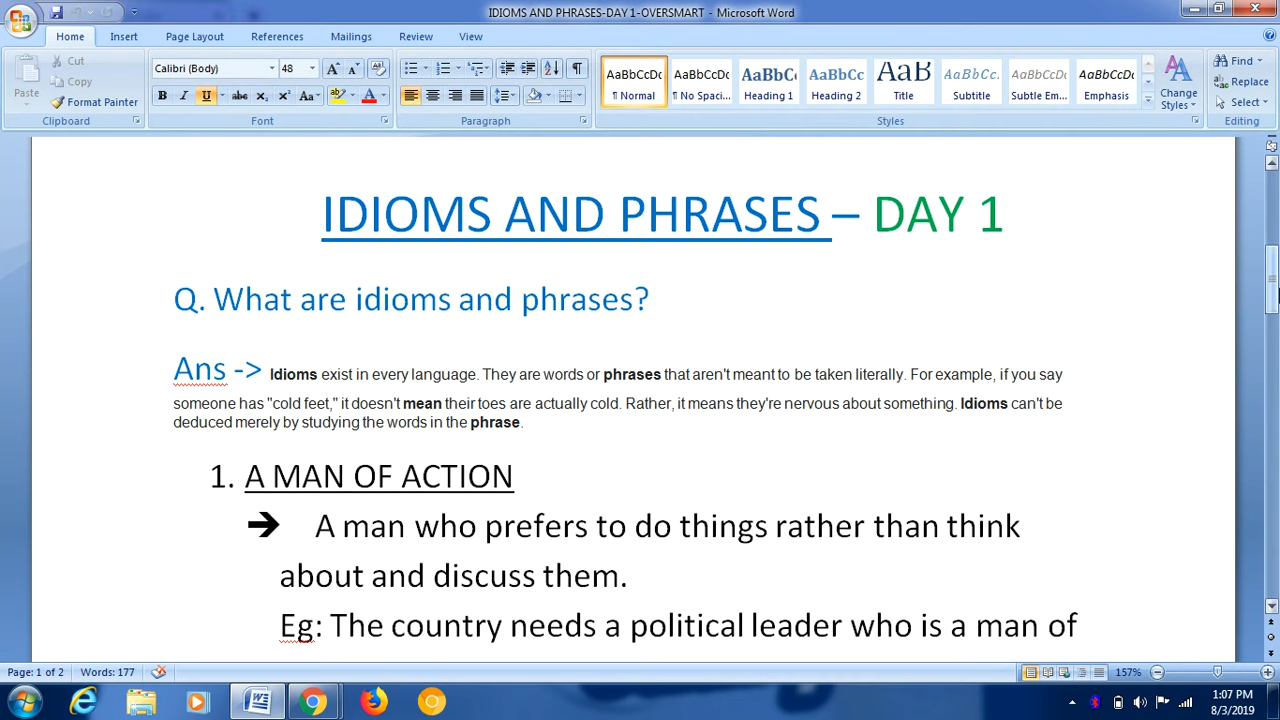 IDIOMS AND PHRASES-DAY 1-OVERSMART - Microsoft Word
Home Insert Page Layout References Mailings Review View
Paste
Cut
Copy
Format Painter
Clipboard
Calibri (Body) 48
Font
Paragraph
AaBbCcDc AaBbCcDc AaBbC AaBbCc AaB AaBbCc. AaBbCcDc AaBbCcDc
¶ Normal ¶ No Spaci... Heading 1 Heading 2 Title Subtitle Subtle Em... Emphasis
Change Styles
Styles
Find
Replace
Select
Editing
IDIOMS AND PHRASES – DAY 1
Q. What are idioms and phrases?
Ans -> Idioms exist in every language. They are words or phrases that aren't meant to be taken literally. For example, if you say
someone has "cold feet," it doesn't mean their toes are actually cold. Rather, it means they're nervous about something. Idioms can't be
deduced merely by studying the words in the phrase.
1. A MAN OF ACTION
➔ A man who prefers to do things rather than think
about and discuss them.
Eg: The country needs a political leader who is a man of
Page: 1 of 2 Words: 177 157%
1:07 PM
8/3/2019